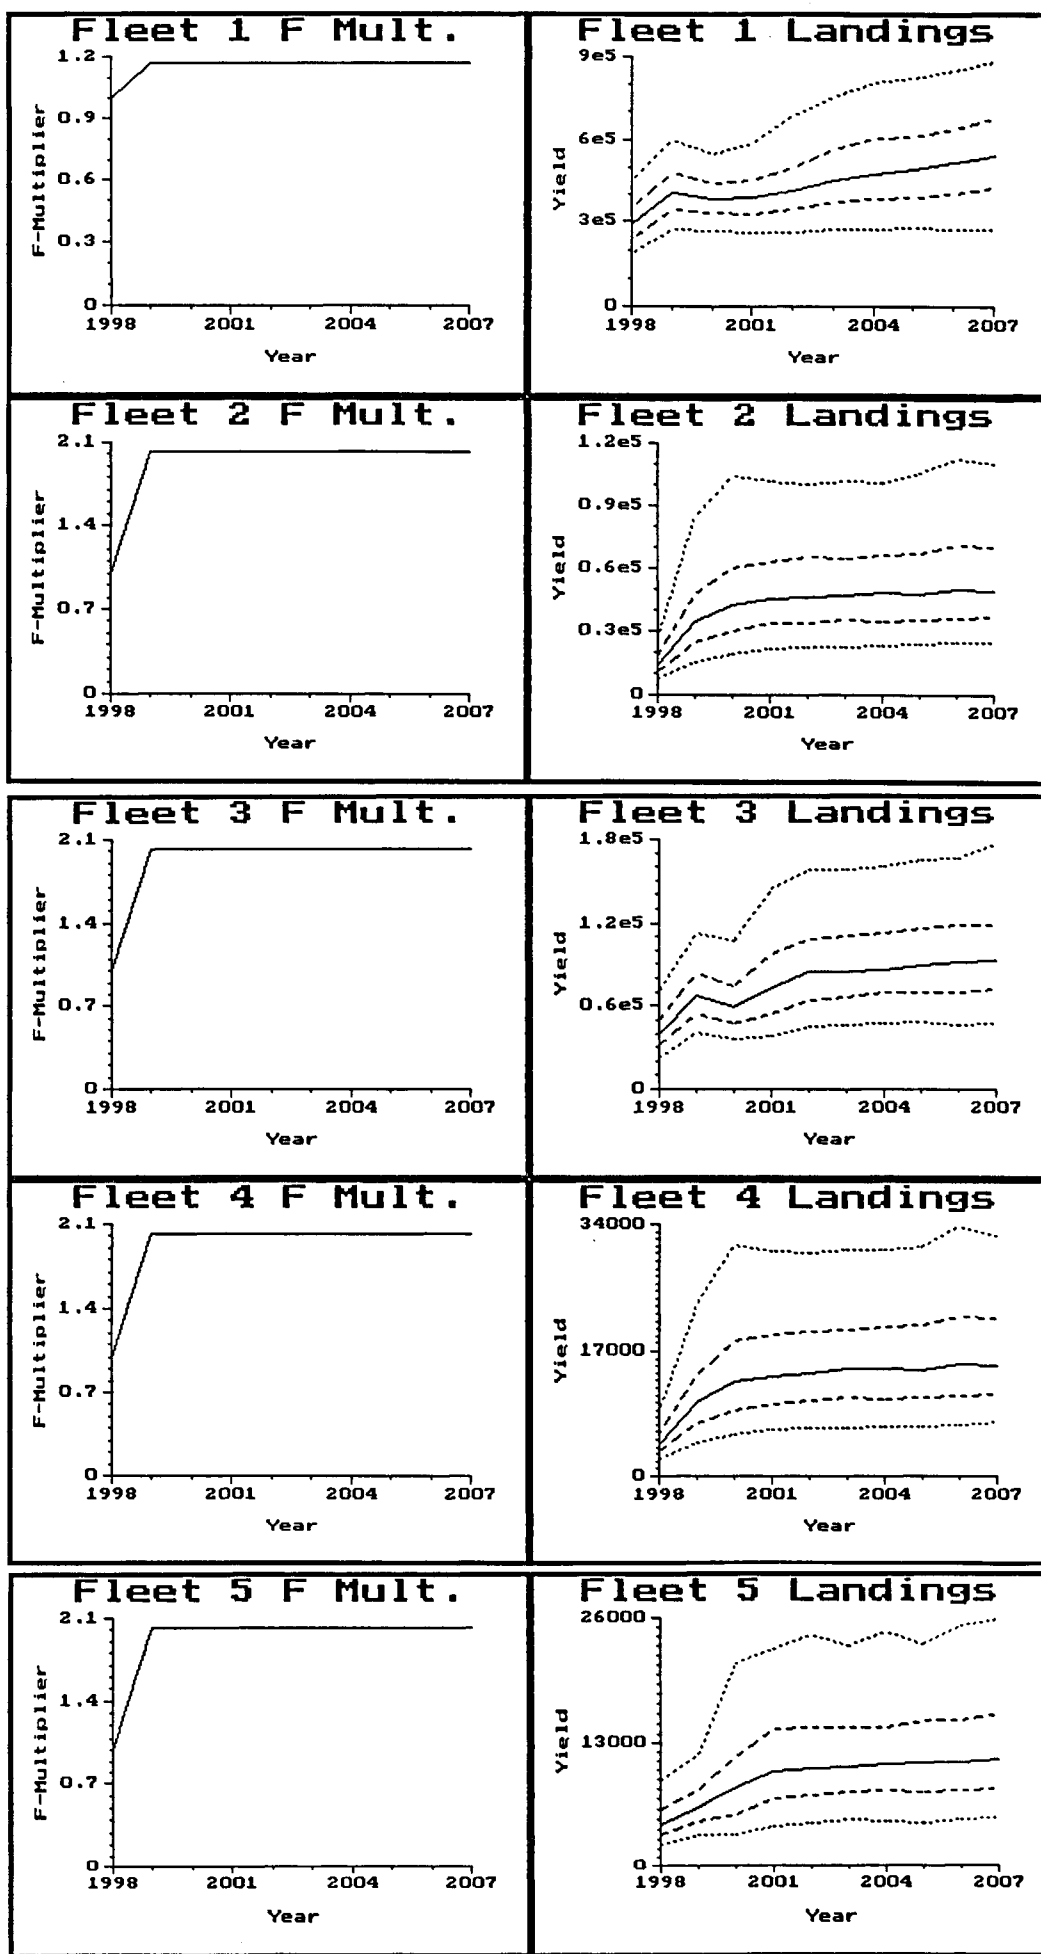 Fleet 1 F Mult.
1.2
0.9
0.6
0.3
0
F-Multiplier
1998 2001 2004 2007
Year
Fleet 1 Landings
9e5
6e5
3e5
0
Yield
1998 2001 2004 2007
Year
Fleet 2 F Mult.
2.1
1.4
0.7
0
F-Multiplier
1998 2001 2004 2007
Year
Fleet 2 Landings
1.2e5
0.9e5
0.6e5
0.3e5
0
Yield
1998 2001 2004 2007
Year
Fleet 3 F Mult.
2.1
1.4
0.7
0
F-Multiplier
1998 2001 2004 2007
Year
Fleet 3 Landings
1.8e5
1.2e5
0.6e5
0
Yield
1998 2001 2004 2007
Year
Fleet 4 F Mult.
2.1
1.4
0.7
0
F-Multiplier
1998 2001 2004 2007
Year
Fleet 4 Landings
34000
17000
0
Yield
1998 2001 2004 2007
Year
Fleet 5 F Mult.
2.1
1.4
0.7
0
F-Multiplier
1998 2001 2004 2007
Year
Fleet 5 Landings
26000
13000
0
Yield
1998 2001 2004 2007
Year